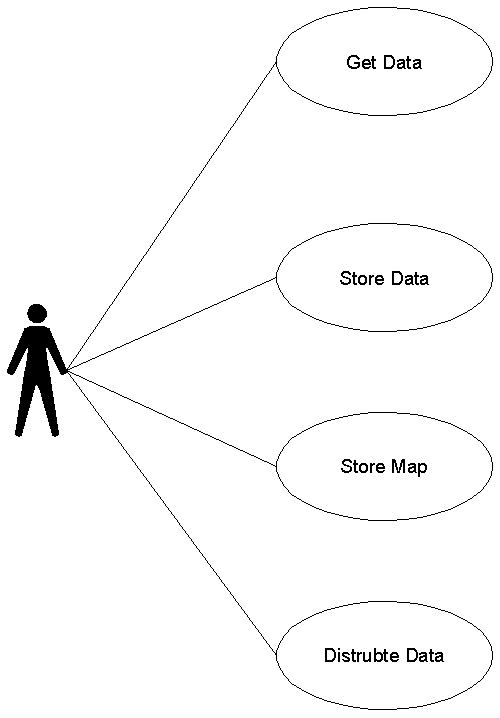 Get Data
Store Data
Store Map
Distrubte Data